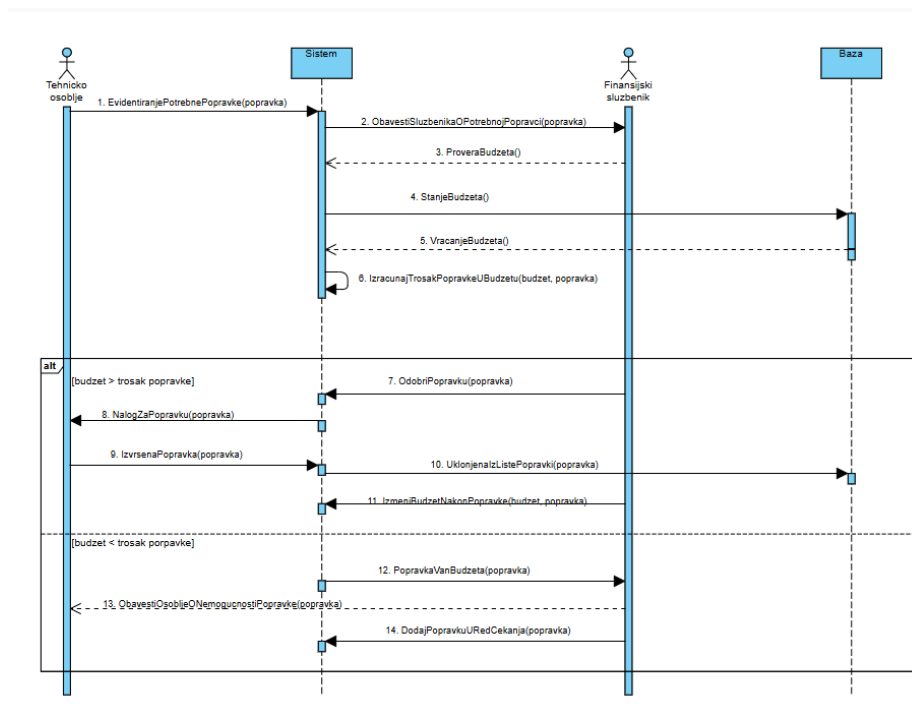 Sistem
Baza
Tehnicko
osoblje
Finansijski
sluzbenik
1. EvidentiranjePotrebnePopravke(popravka)
2. ObavestiSluzbenikaOPotrebnojPopravci(popravka)
3. ProveraBudzeta()
4. StanjeBudzeta()
5. VracanjeBudzeta()
6. IzracunajTrosakPopravkeUBudzetu(budzet, popravka)
alt
[budzet > trosak popravke]
7. OdobriPopravku(popravka)
8. NalogZaPopravku(popravka)
9. IzvrsenaPopravka(popravka)
10. UklonjenaIzListePopravki(popravka)
11. IzmeniBudzetNakonPopravke(budzet, popravka)
[budzet < trosak porpavke]
12. PopravkaVanBudzeta(popravka)
13. ObavestiOsobljeONemogucnostiPopravke(popravka)
14. DodajPopravkuURedCekanja(popravka)